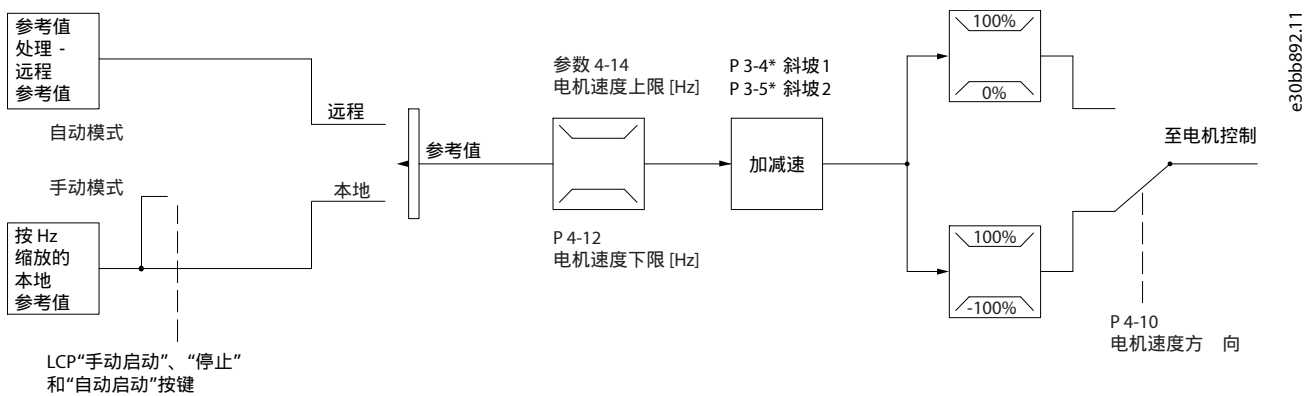 参考值
处理 -
远程
参考值
自动模式
手动模式
按 Hz
缩放的
本地
参考值
LCP“手动启动”、“停止”
和“自动启动”按键
远程
本地
参考值
参数 4-14
电机速度上限 [Hz]
P 4-12
电机速度下限 [Hz]
P 3-4* 斜坡1
P 3-5* 斜坡2
加减速
100%
0%
100%
-100%
至电机控制
P 4-10
电机速度方 向
e30bb892.11